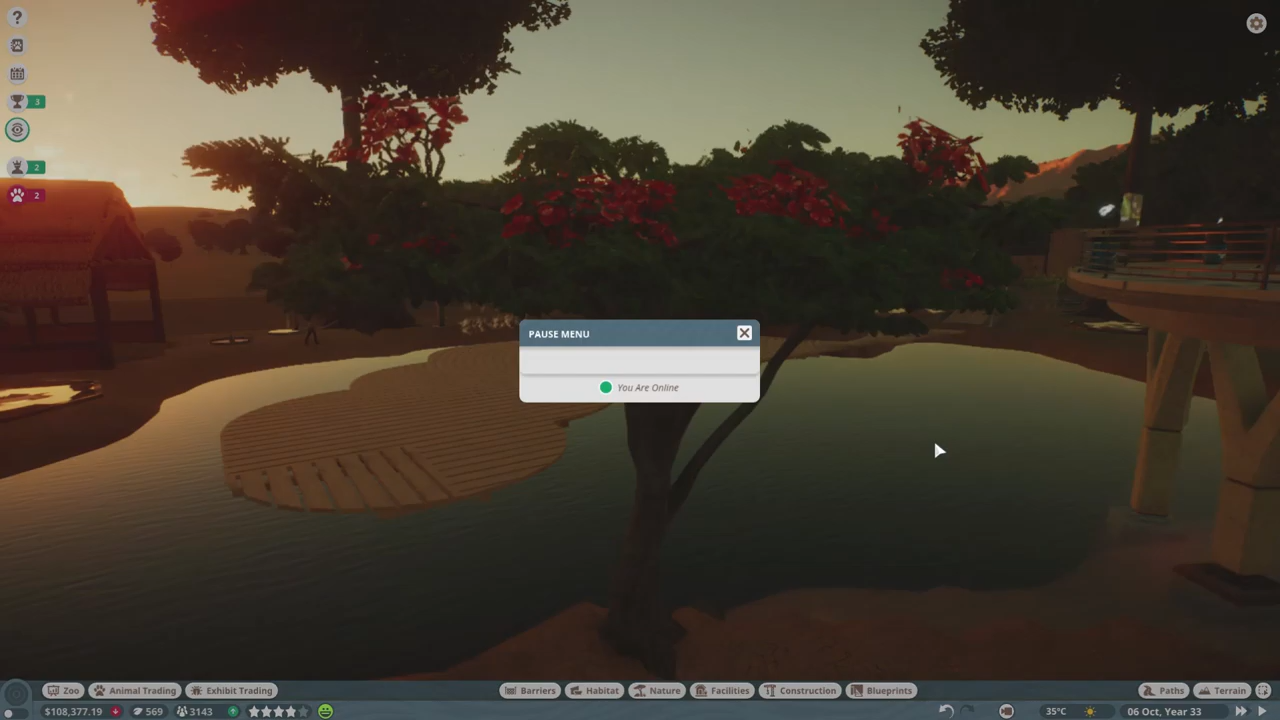 ?
3
2
2
PAUSE MENU
You Are Online
Zoo
Animal Trading
Exhibit Trading
Barriers
Habitat
Nature
Facilities
Construction
Blueprints
Paths
Terrain
$108,377.19
569
3143
35°C
06 Oct, Year 33